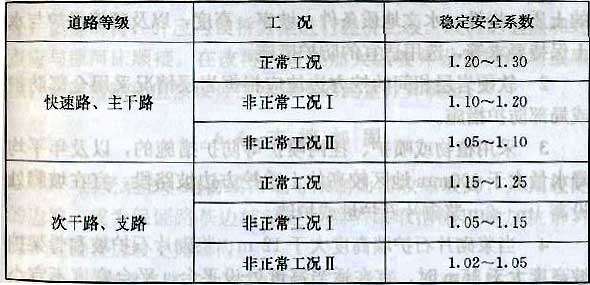 道路等级 工况 稳定安全系数
快速路、主干路 正常工况 1.20~1.30
非正常工况Ⅰ 1.10~1.20
非正常工况Ⅱ 1.05~1.10
次干路、支路 正常工况 1.15~1.25
非正常工况Ⅰ 1.05~1.15
非正常工况Ⅱ 1.02~1.05